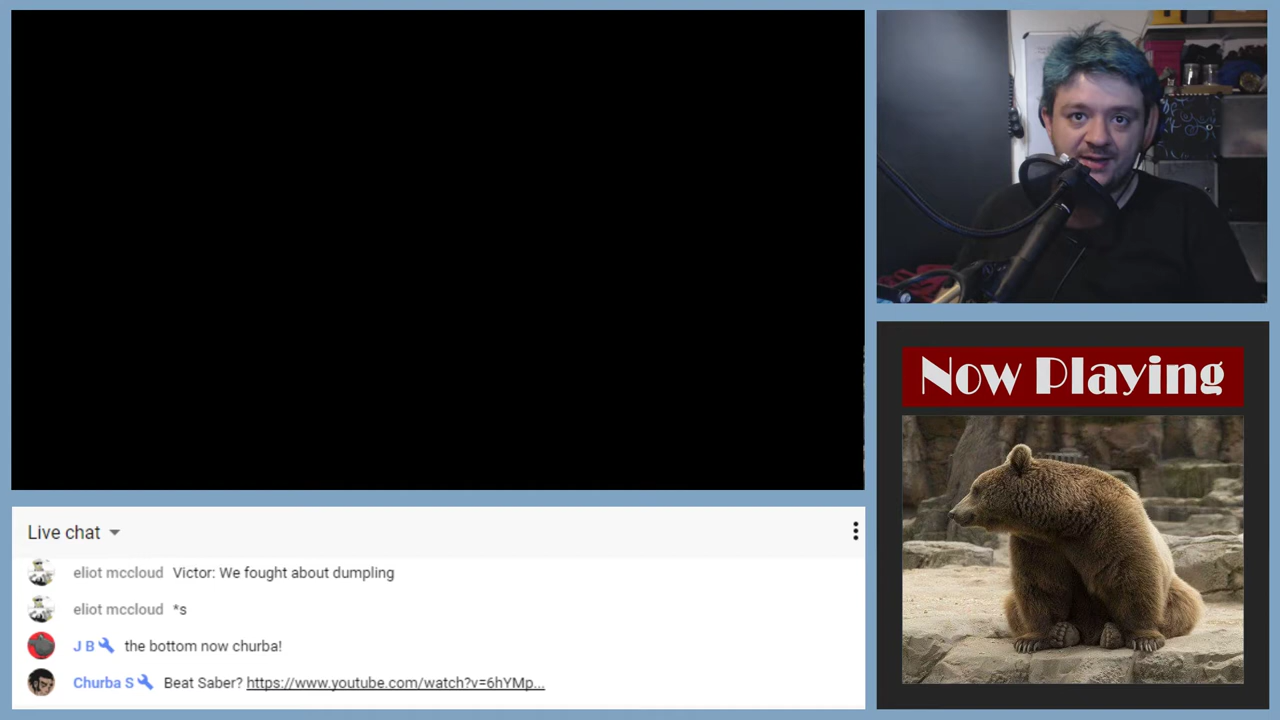 Now Playing
Live chat
eliot mccloud Victor: We fought about dumpling
eliot mccloud *s
J B the bottom now churba!
Churba S Beat Saber? https://www.youtube.com/watch?v=6hYMp...